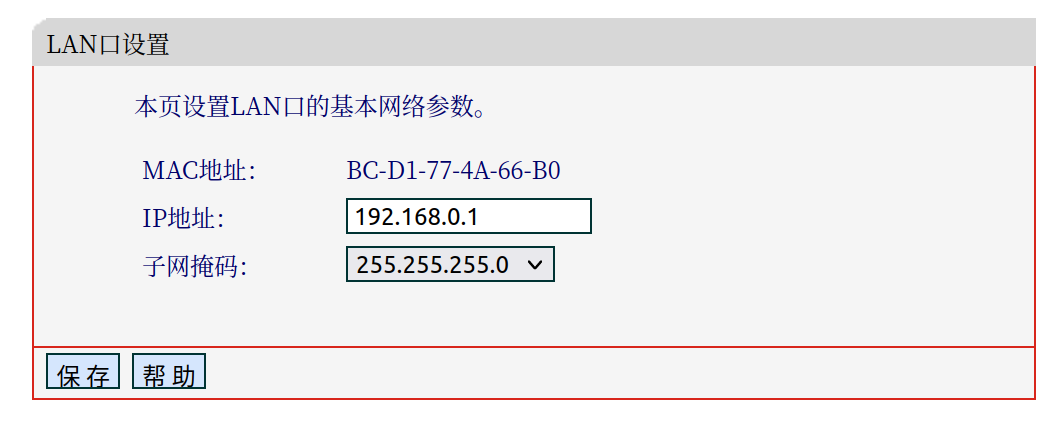 LAN口设置
本页设置LAN口的基本网络参数。
MAC地址： BC-D1-77-4A-66-B0
IP地址： 192.168.0.1
子网掩码： 255.255.255.0
保 存 帮 助